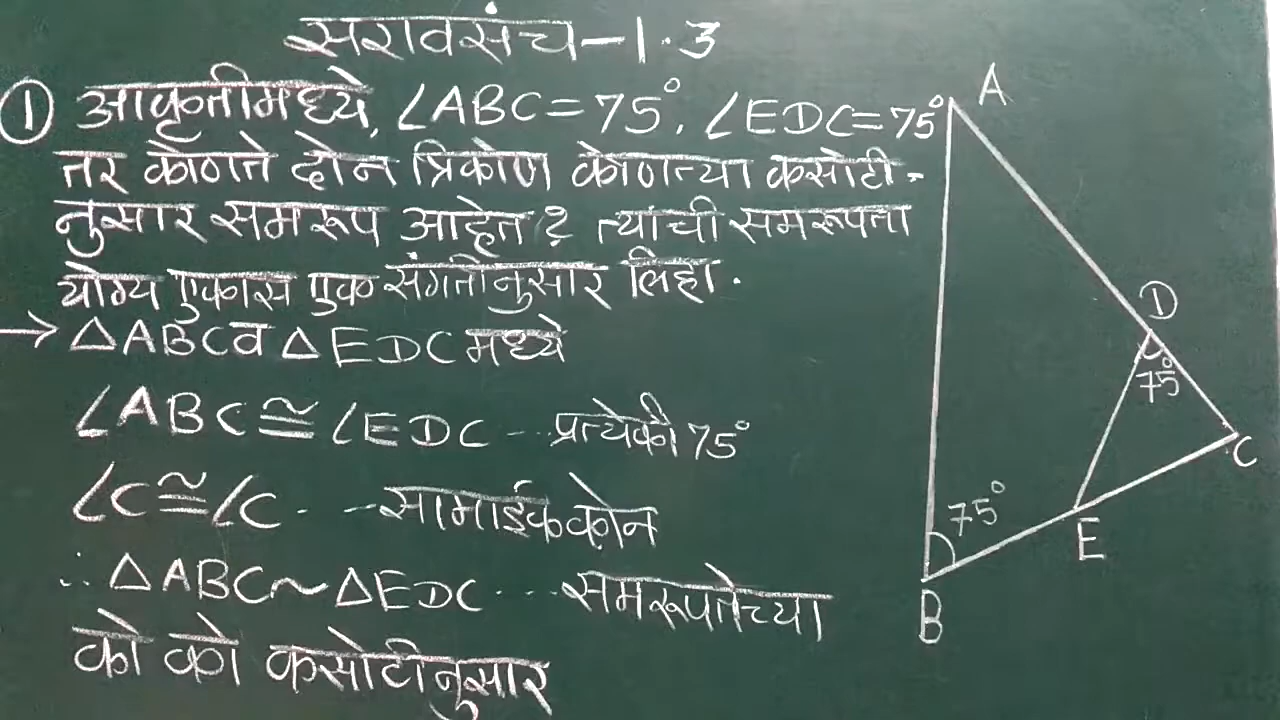 सरावसंच-1.3
① आकृतीमध्ये, ∠ABC=75°, ∠EDC=75°
तर कोणते दोन त्रिकोण कोणत्या कसोटी-
नुसार समरूप आहेत? त्यांची समरूपता
योग्य एकास एक संगतीनुसार लिहा.
→ △ABC व △EDC मध्ये
∠ABC≅∠EDC ---प्रत्येकी 75°
∠C≅∠C. --सामाईक कोन
∴ △ABC~△EDC ---- समरूपतेच्या
को को कसोटीनुसार
A
D
75°
C
75°
E
B